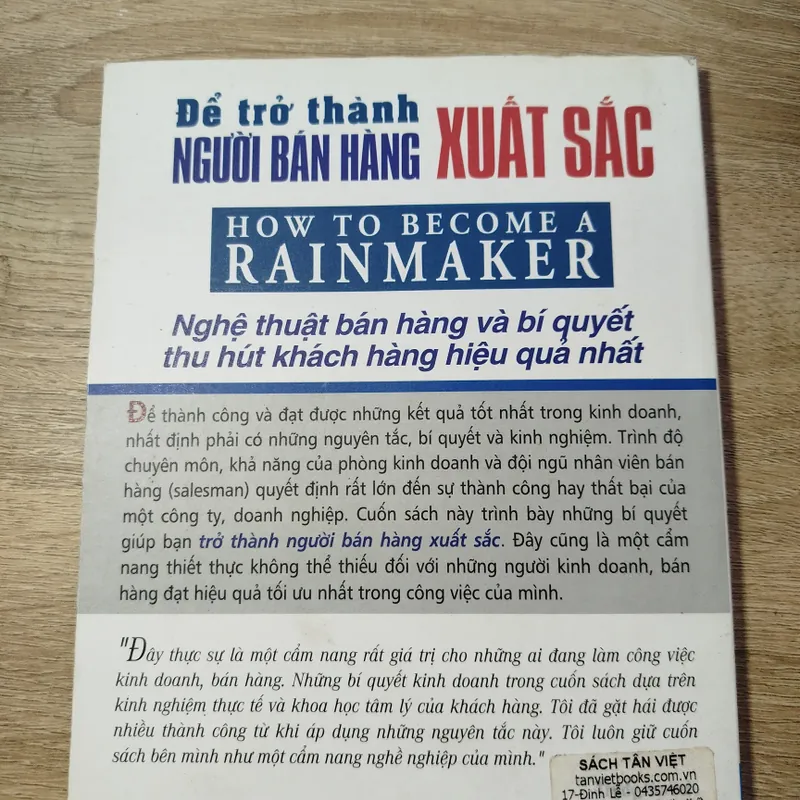 Để trở thành
NGƯỜI BÁN HÀNG XUẤT SẮC
HOW TO BECOME A
RAINMAKER
Nghệ thuật bán hàng và bí quyết
thu hút khách hàng hiệu quả nhất
Để thành công và đạt được những kết quả tốt nhất trong kinh doanh,
nhất định phải có những nguyên tắc, bí quyết và kinh nghiệm. Trình độ
chuyên môn, khả năng của phòng kinh doanh và đội ngũ nhân viên bán
hàng (salesman) quyết định rất lớn đến sự thành công hay thất bại của
một công ty, doanh nghiệp. Cuốn sách này trình bày những bí quyết
giúp bạn trở thành người bán hàng xuất sắc. Đây cũng là một cẩm
nang thiết thực không thể thiếu đối với những người kinh doanh, bán
hàng đạt hiệu quả tối ưu nhất trong công việc của mình.
"Đây thực sự là một cẩm nang rất giá trị cho những ai đang làm công việc
kinh doanh, bán hàng. Những bí quyết kinh doanh trong cuốn sách dựa trên
kinh nghiệm thực tế và khoa học tâm lý của khách hàng. Tôi đã gặt hái được
nhiều thành công từ khi áp dụng những nguyên tắc này. Tôi luôn giữ cuốn
sách bên mình như một cẩm nang nghề nghiệp của mình."
SÁCH TÂN VIỆT
tanvietbooks.com.vn
17-Đinh Lễ - 0435746020